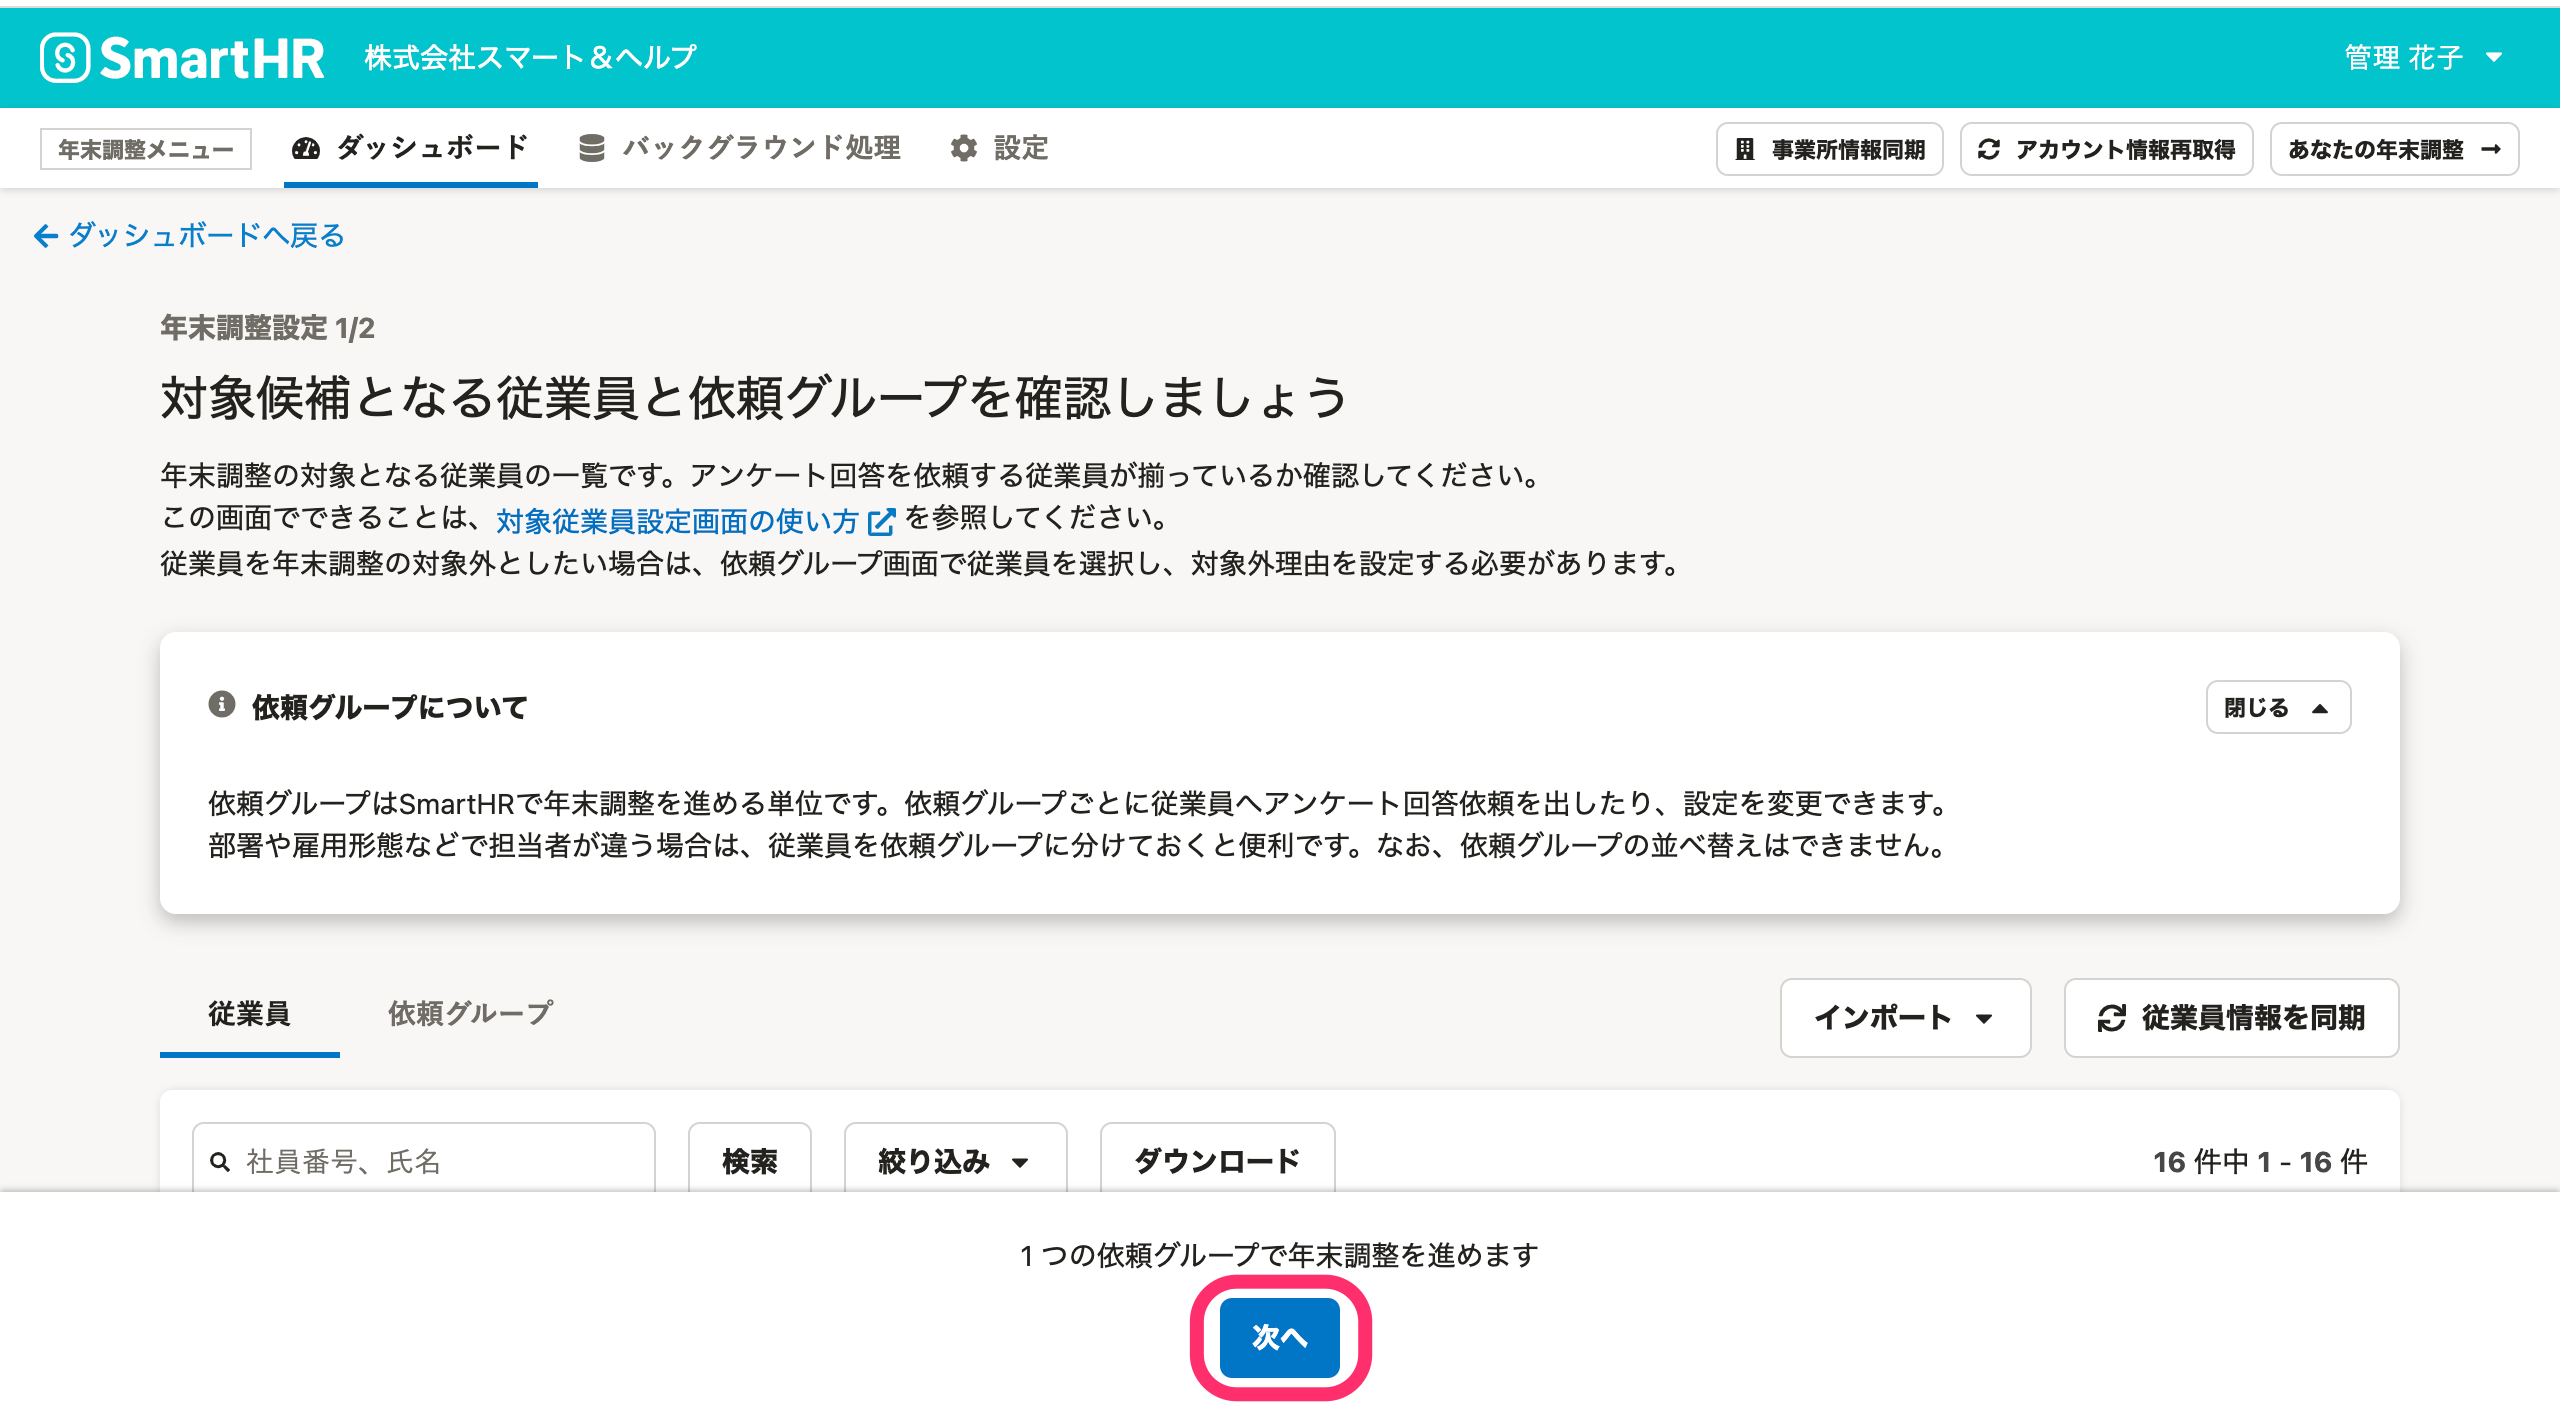 SmartHR 株式会社スマート＆ヘルプ 管理 花子
年末調整メニュー ダッシュボード バックグラウンド処理 設定 事業所情報同期 アカウント情報再取得 あなたの年末調整
ダッシュボードへ戻る
年末調整設定 1/2
対象候補となる従業員と依頼グループを確認しましょう
年末調整の対象となる従業員の一覧です。アンケート回答を依頼する従業員が揃っているか確認してください。
この画面でできることは、対象従業員設定画面の使い方 を参照してください。
従業員を年末調整の対象外としたい場合は、依頼グループ画面で従業員を選択し、対象外理由を設定する必要があります。
依頼グループについて 閉じる
依頼グループはSmartHRで年末調整を進める単位です。依頼グループごとに従業員へアンケート回答依頼を出したり、設定を変更できます。
部署や雇用形態などで担当者が違う場合は、従業員を依頼グループに分けておくと便利です。なお、依頼グループの並べ替えはできません。
従業員 依頼グループ インポート 従業員情報を同期
社員番号、氏名 検索 絞り込み ダウンロード 16 件中 1 - 16 件
1 つの依頼グループで年末調整を進めます
次へ